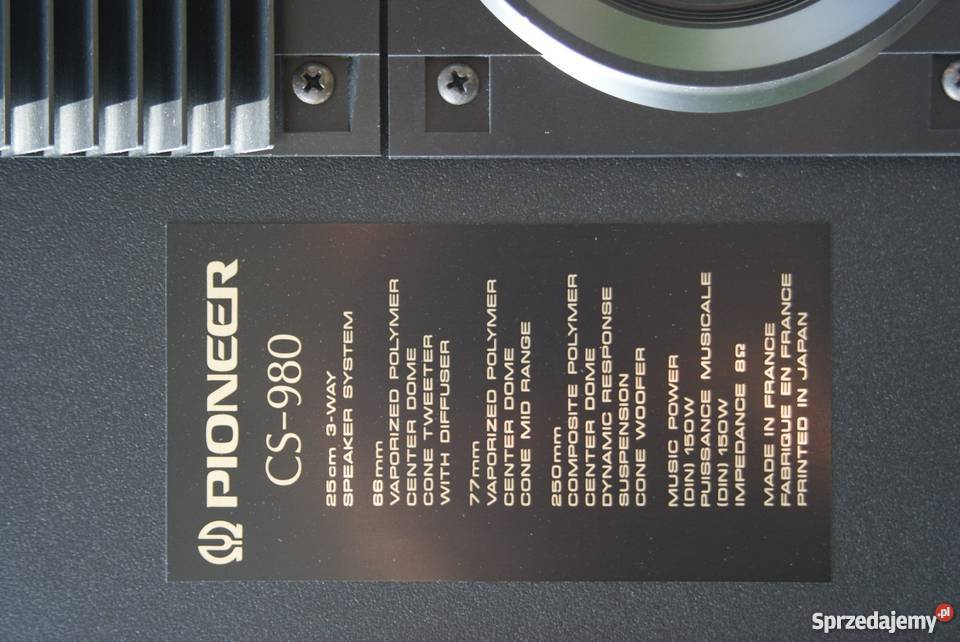 PIONEER
CS-980
25cm 3-WAY
SPEAKER SYSTEM
66mm
VAPORIZED POLYMER
CENTER DOME
CONE TWEETER
WITH DIFFUSER
77mm
VAPORIZED POLYMER
CENTER DOME
CONE MID RANGE
250mm
COMPOSITE POLYMER
CENTER DOME
DYNAMIC RESPONSE
SUSPENSION
CONE WOOFER
MUSIC POWER
(DIN) 150W
PUISSANCE MUSICALE
(DIN) 150W
IMPEDANCE 8Ω
MADE IN FRANCE
FABRIQUE EN FRANCE
PRINTED IN JAPAN
Sprzedajemy.pl